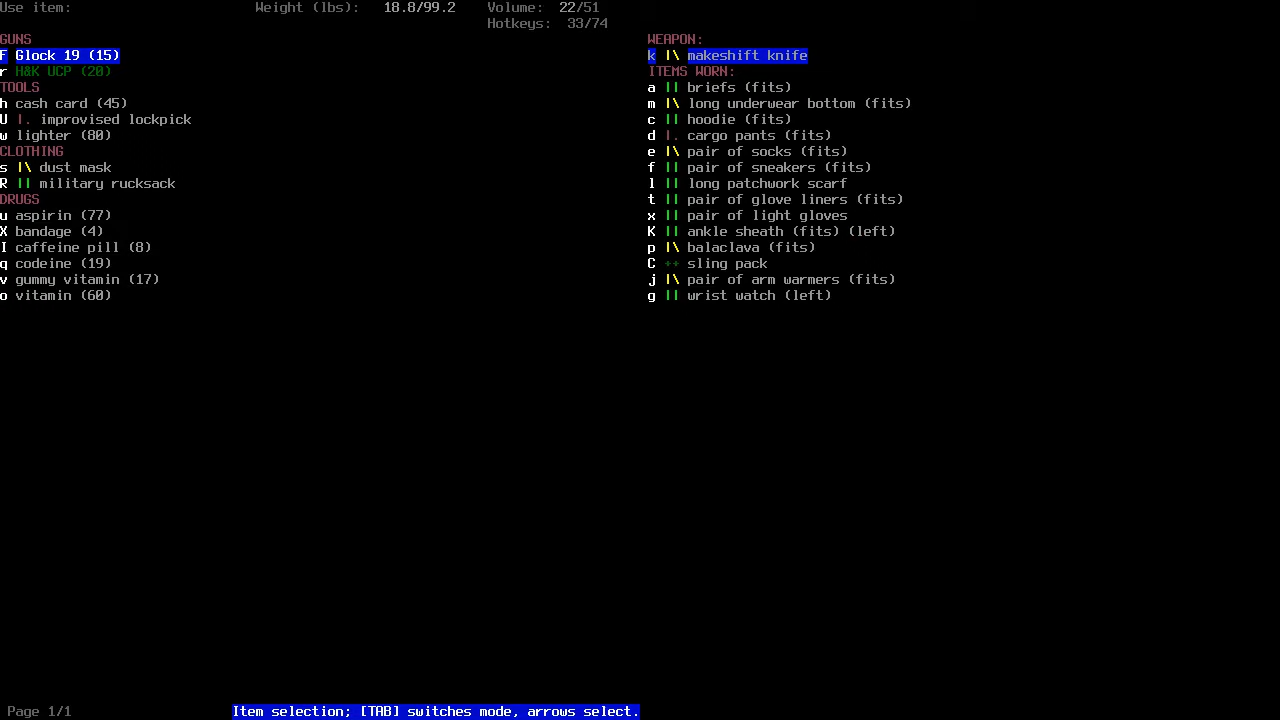 Use item: Weight (lbs): 18.8/99.2 Volume: 22/51
Hotkeys: 33/74
GUNS
F Glock 19 (15)
r H&K UCP (20)
TOOLS
h cash card (45)
U |. improvised lockpick
w lighter (80)
CLOTHING
s |\ dust mask
R || military rucksack
DRUGS
u aspirin (77)
X bandage (4)
I caffeine pill (8)
q codeine (19)
v gummy vitamin (17)
o vitamin (60)
WEAPON:
k |\ makeshift knife
ITEMS WORN:
a || briefs (fits)
m |\ long underwear bottom (fits)
c || hoodie (fits)
d |. cargo pants (fits)
e |\ pair of socks (fits)
f || pair of sneakers (fits)
l || long patchwork scarf
t || pair of glove liners (fits)
x || pair of light gloves
K || ankle sheath (fits) (left)
p |\ balaclava (fits)
C ++ sling pack
j |\ pair of arm warmers (fits)
g || wrist watch (left)
Page 1/1 Item selection; [TAB] switches mode, arrows select.